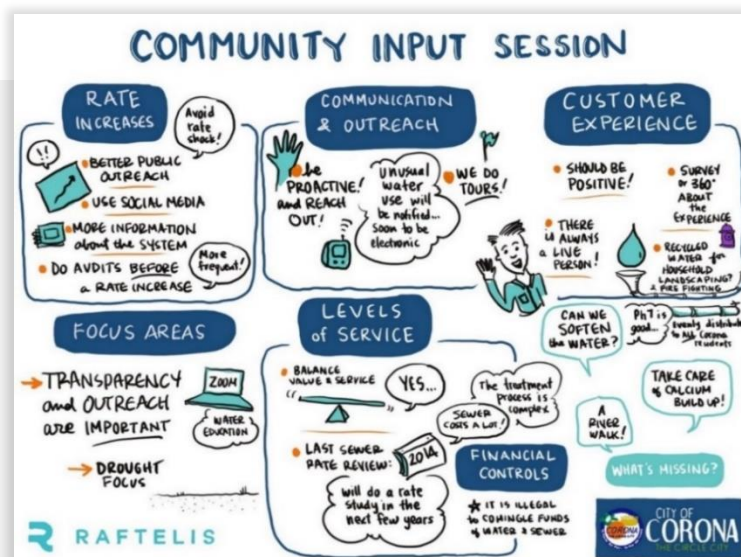 COMMUNITY INPUT SESSION
RATE
INCREASES
Avoid
rate
shock!
!!
BETTER PUBLIC
OUTREACH
USE SOCIAL MEDIA
MORE INFORMATION
about the SYSTEM
DO AUDITS BEFORE
a RATE INCREASE
More
frequent!
COMMUNICATION
& OUTREACH
be
PROACTIVE!
and REACH
OUT!
unusual
water
use will
be notified...
soon to be
electronic
WE DO
TOURS!
CUSTOMER
EXPERIENCE
SHOULD BE
POSITIVE!
THERE
is ALWAYS
a LIVE
PERSON!
SURVEY
or 360°
ABOUT
the
EXPERIENCE
RECYCLED
WATER for
HOUSEHOLD
LANDSCAPING?
& FIRE FIGHTING
FOCUS AREAS
TRANSPARENCY
and OUTREACH
are IMPORTANT
ZOOM
WATER
EDUCATION
DROUGHT
FOCUS
LEVELS
of SERVICE
BALANCE
VALUE & SERVICE
YES...
The treatment
process is
complex
SEWER
COSTS A LOT!
LAST SEWER
RATE REVIEW:
2014
will do a rate
study in the
next few years
FINANCIAL
CONTROLS
IT IS ILLEGAL
to COMINGLE FUNDS
of WATER & SEWER
CAN WE
SOFTEN
the WATER?
Ph7 is
good...
Evenly distribute
to ALL Corona
residents
TAKE CARE
of CALCIUM
BUILD UP!
A
RIVER
WALK!
WHAT'S MISSING?
RAFTELIS
CITY OF
CORONA
THE CIRCLE CITY